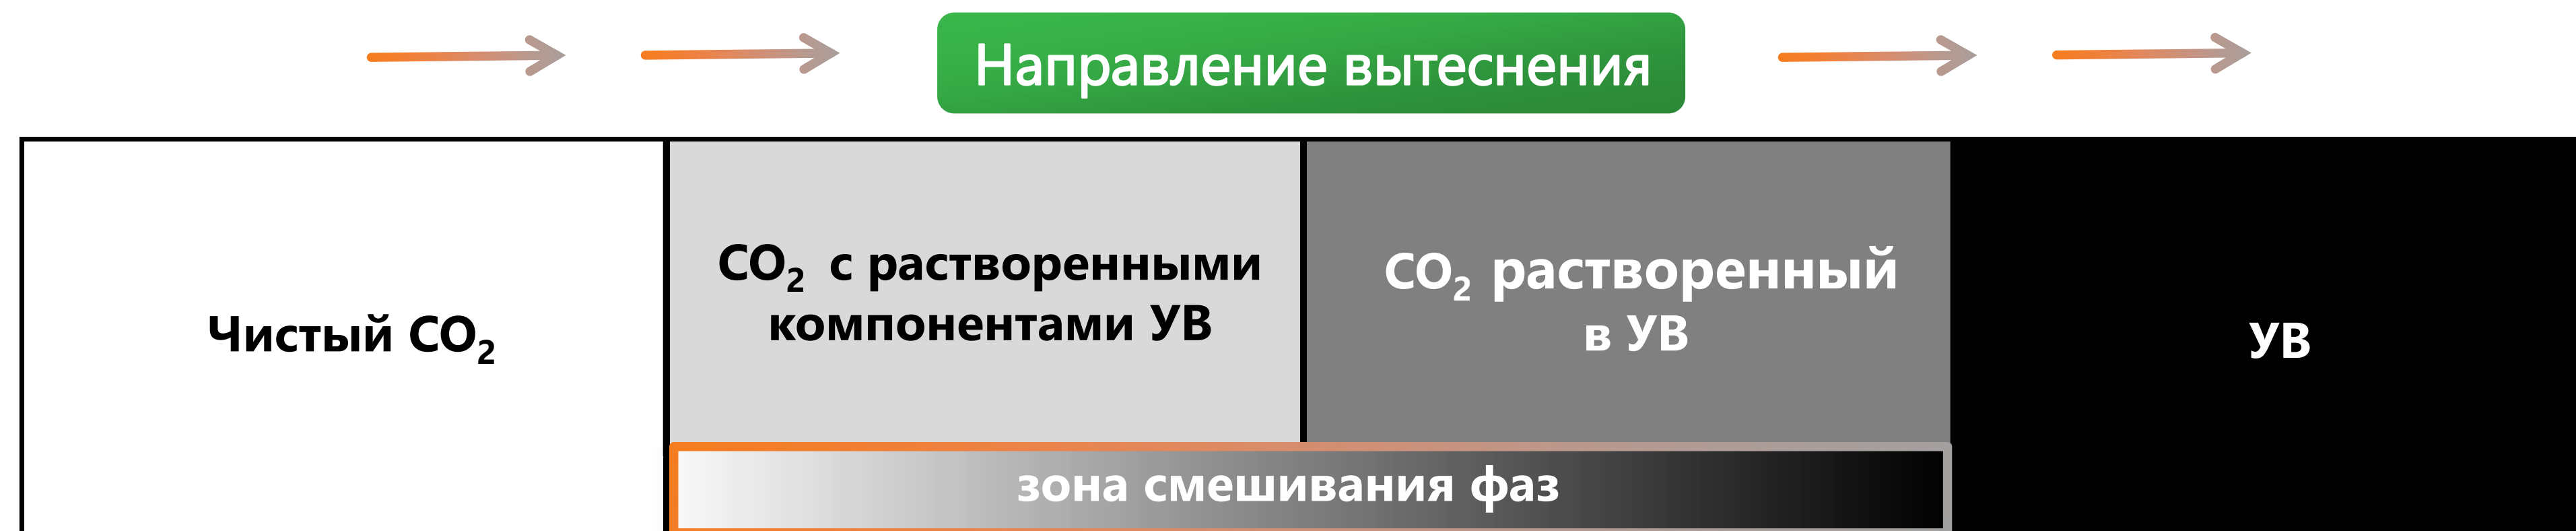 Направление вытеснения
Чистый CO₂
CO₂ с растворенными
компонентами УВ
CO₂ растворенный
в УВ
УВ
зона смешивания фаз